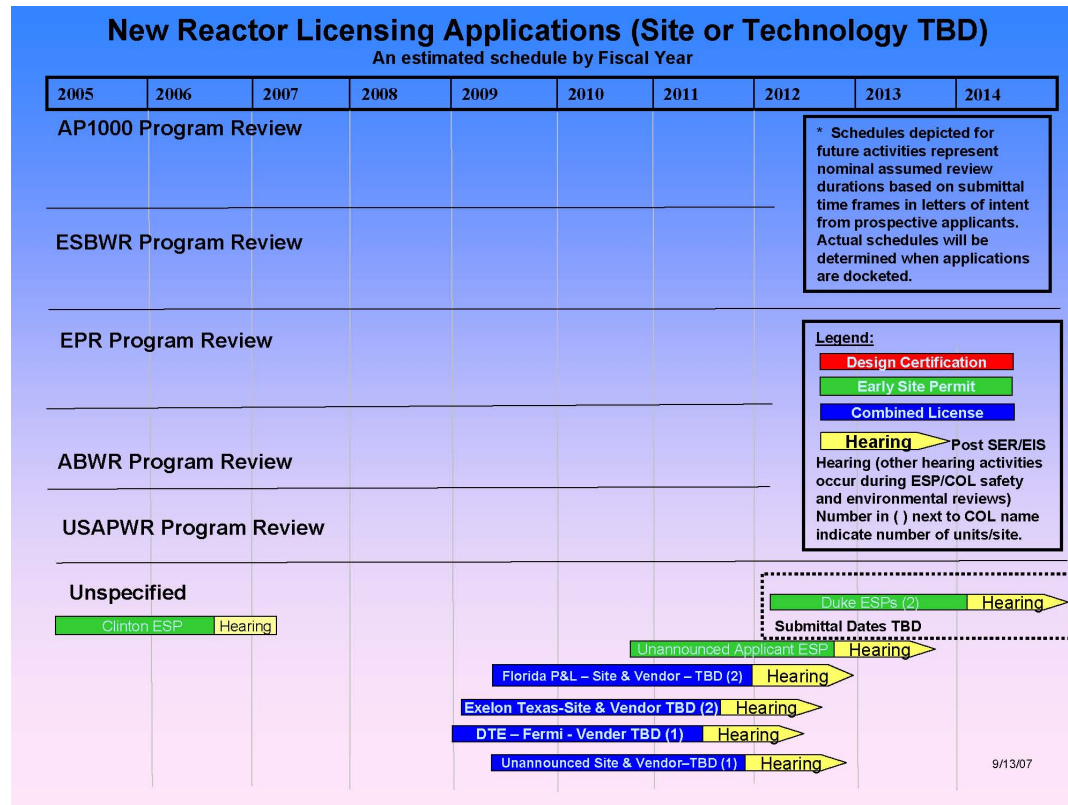 New Reactor Licensing Applications (Site or Technology TBD)
An estimated schedule by Fiscal Year
2005 2006 2007 2008 2009 2010 2011 2012 2013 2014
AP1000 Program Review
* Schedules depicted for
future activities represent
nominal assumed review
durations based on submittal
time frames in letters of intent
from prospective applicants.
Actual schedules will be
determined when applications
are docketed.
ESBWR Program Review
EPR Program Review
Legend:
Design Certification
Early Site Permit
Combined License
Hearing Post SER/EIS
Hearing (other hearing activities
occur during ESP/COL safety
and environmental reviews)
Number in ( ) next to COL name
indicate number of units/site.
ABWR Program Review
USAPWR Program Review
Unspecified
Duke ESPs (2) Hearing
Submittal Dates TBD
Clinton ESP Hearing
Unannounced Applicant ESP Hearing
Florida P&L – Site & Vendor – TBD (2) Hearing
Exelon Texas-Site & Vendor TBD (2) Hearing
DTE – Fermi - Vender TBD (1) Hearing
Unannounced Site & Vendor–TBD (1) Hearing
9/13/07